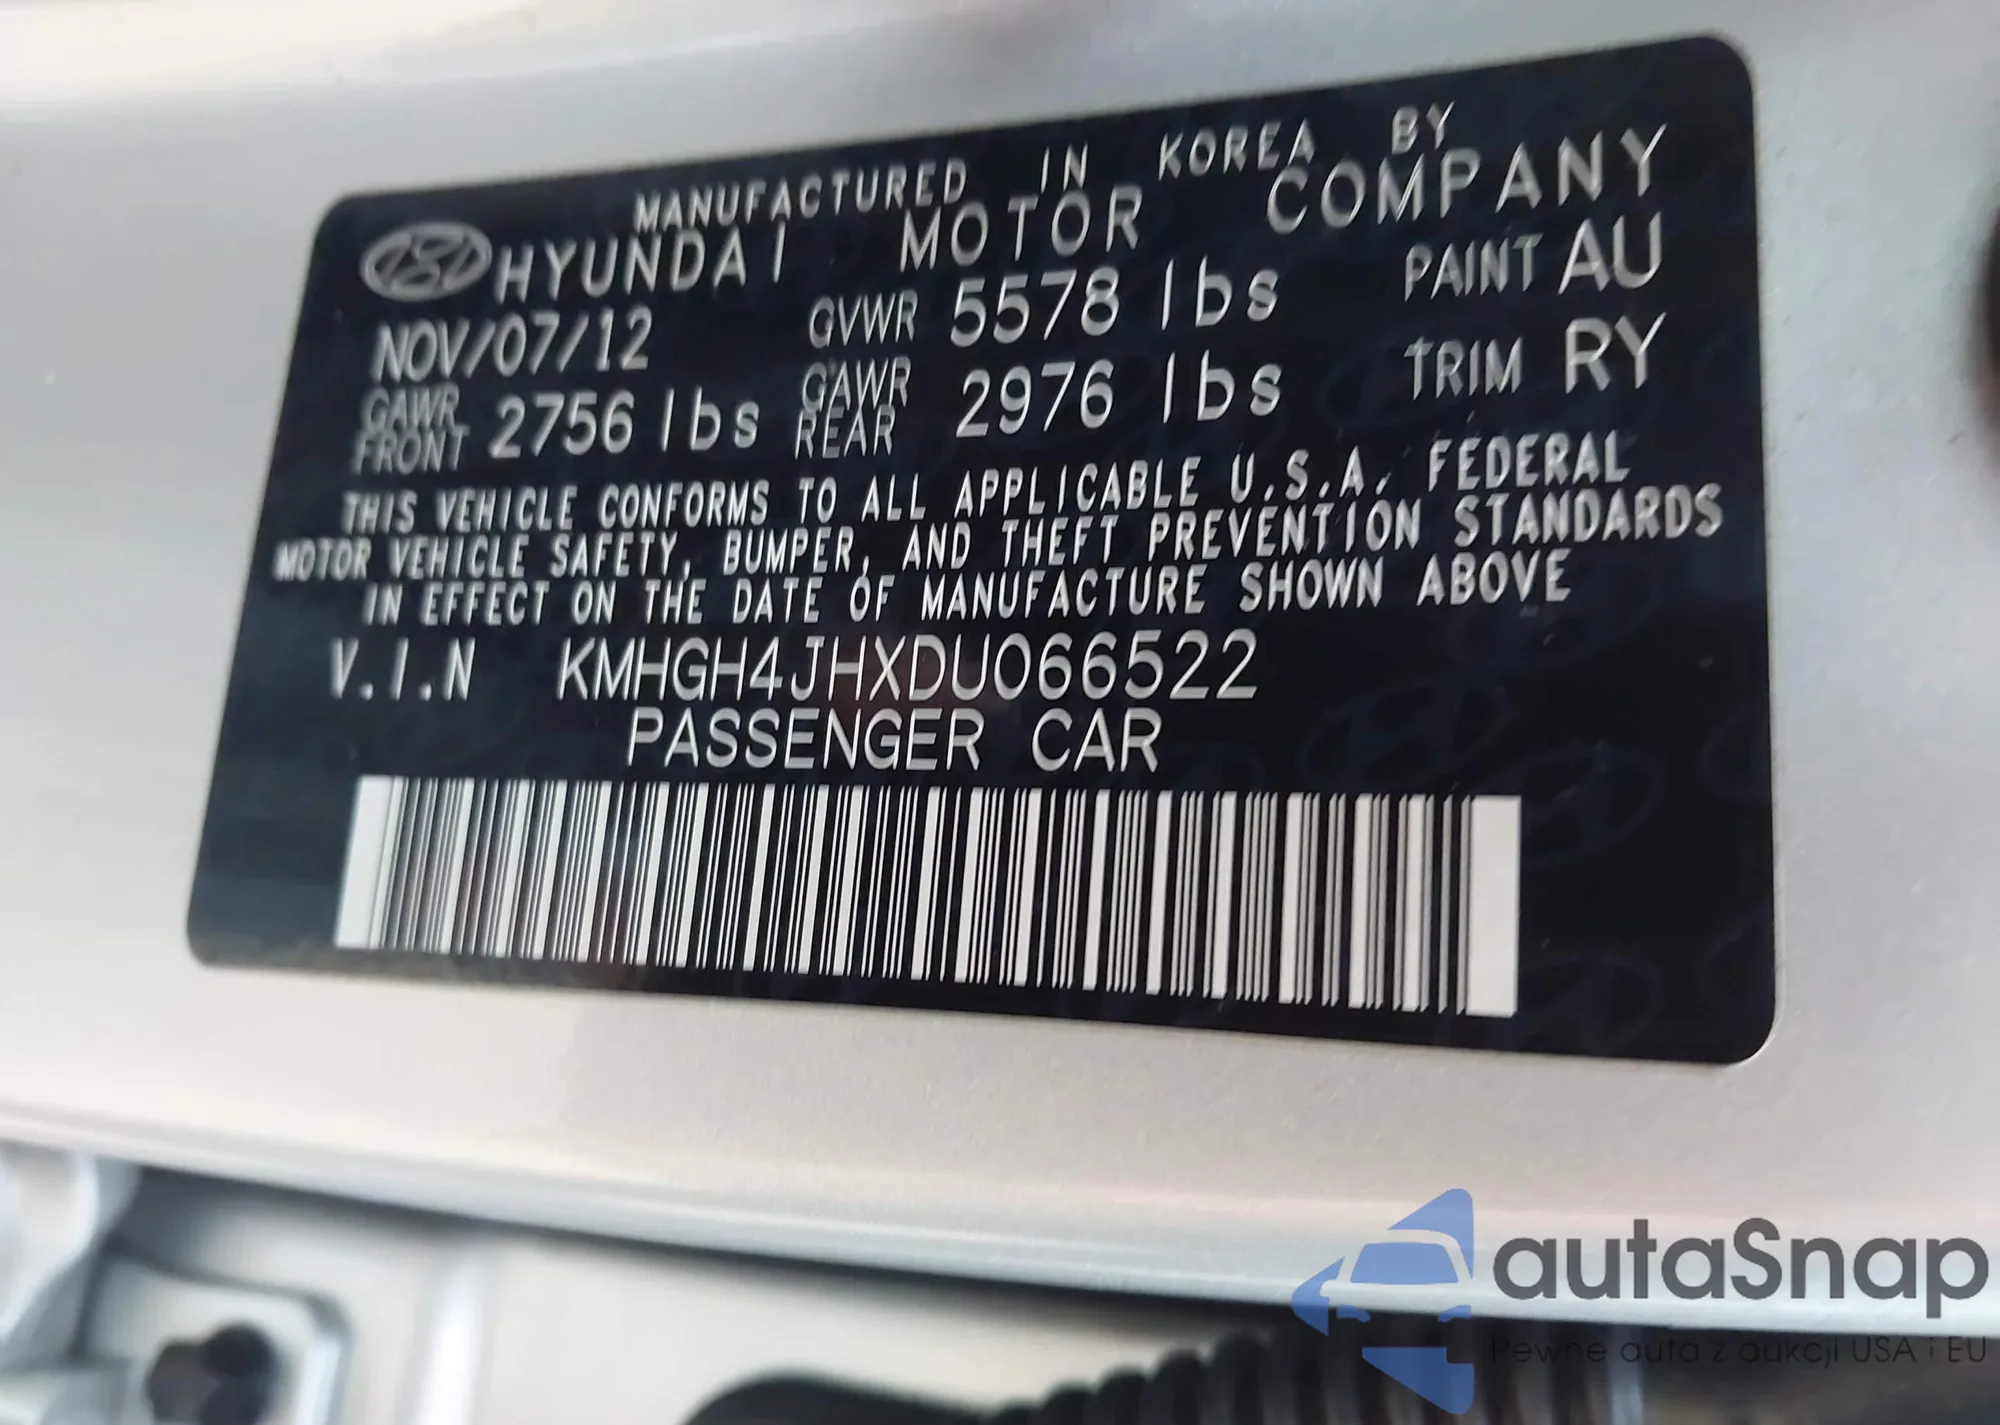 MANUFACTURED IN KOREA BY
HYUNDAI MOTOR COMPANY
NOV/07/12 GVWR 5578 lbs PAINT AU
GAWR FRONT 2756 lbs GAWR REAR 2976 lbs TRIM RY
THIS VEHICLE CONFORMS TO ALL APPLICABLE U.S.A. FEDERAL
MOTOR VEHICLE SAFETY, BUMPER, AND THEFT PREVENTION STANDARDS
IN EFFECT ON THE DATE OF MANUFACTURE SHOWN ABOVE
V.I.N KMHGH4JHXDU066522
PASSENGER CAR
autaSnap
Pewne auta z aukcji USA i EU